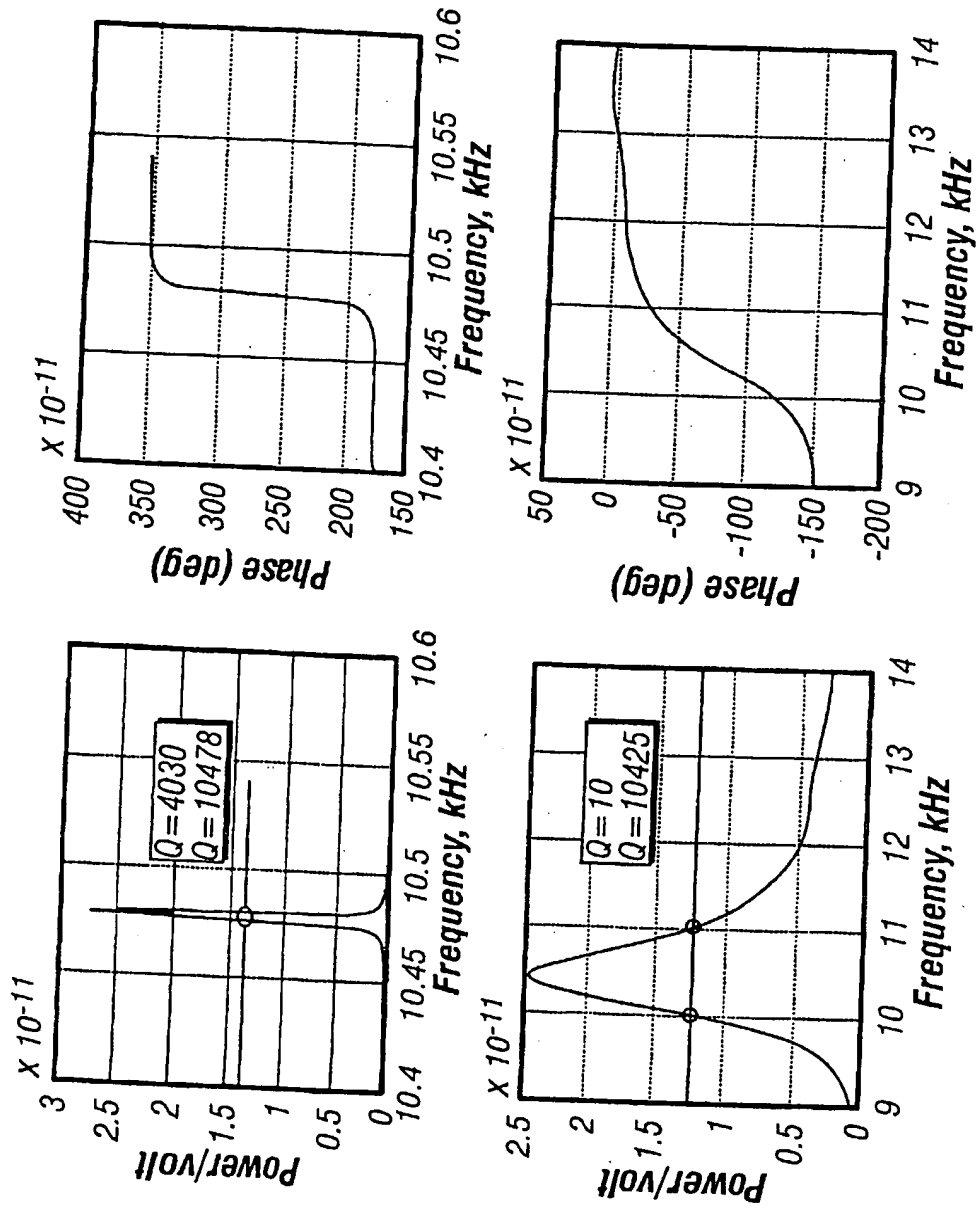 X 10-11
3
2.5
2
1.5
1
0.5
0
Power/volt
Q=4030
Q=10478
10.4
10.45
10.5
10.55
10.6
Frequency, kHz
X 10-11
400
350
300
250
200
150
Phase (deg)
10.4
10.45
10.5
10.55
10.6
Frequency, kHz
X 10-11
2.5
2
1.5
1
0.5
0
Power/volt
Q=10
Q=10425
9
10
11
12
13
14
Frequency, kHz
X 10-11
50
0
-50
-100
-150
-200
Phase (deg)
9
10
11
12
13
14
Frequency, kHz